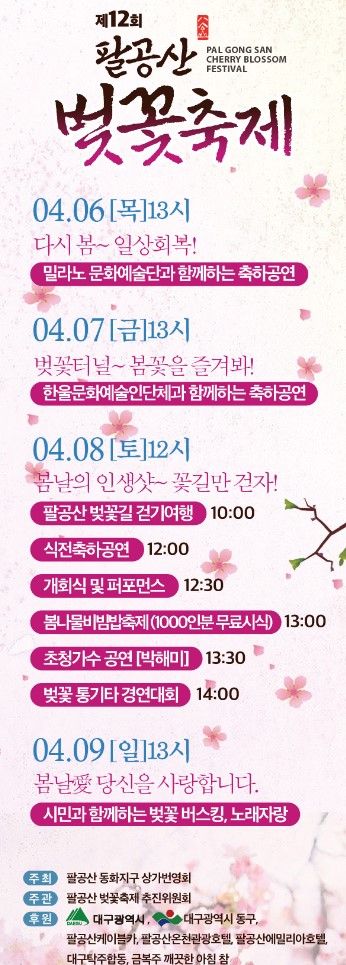 제12회
팔공산
PAL GONG SAN
CHERRY BLOSSOM
FESTIVAL
벚꽃축제
04.06[목]13시
다시 봄~ 일상회복!
밀라노 문화예술단과 함께하는 축하공연
04.07[금]13시
벚꽃터널~ 봄꽃을 즐겨봐!
한울문화예술인단체과 함께하는 축하공연
04.08[토]12시
봄날의 인생샷~ 꽃길만 걷자!
팔공산 벚꽃길 걷기여행 10:00
식전축하공연 12:00
개회식 및 퍼포먼스 12:30
봄나물비빔밥축제 (1000인분 무료시식) 13:00
초청가수 공연 [박해미] 13:30
벚꽃 통기타 경연대회 14:00
04.09[일]13시
봄날愛 당신을 사랑합니다.
시민과 함께하는 벚꽃 버스킹, 노래자랑
주최 팔공산 동화지구 상가번영회
주관 팔공산 벚꽃축제 추진위원회
후원 대구광역시, 대구광역시 동구,
팔공산케이블카, 팔공산온천관광호텔, 팔공산에밀리아호텔,
대구탁주합동, 금복주 깨끗한 아침 참